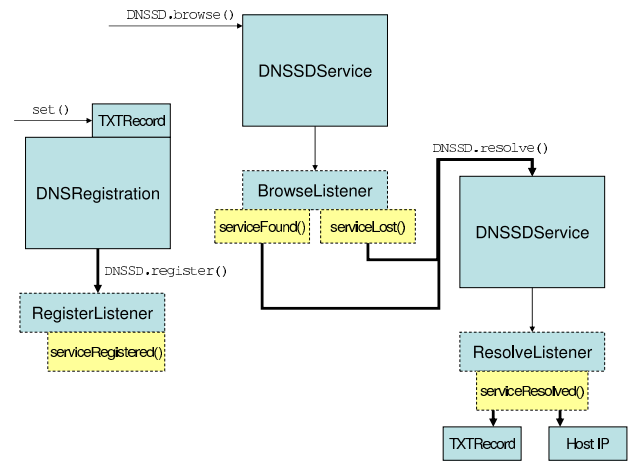 DNSSD.browse()
DNSSDService
set()
TXTRecord
DNSRegistration
DNSSD.resolve()
BrowseListener
serviceFound()
serviceLost()
DNSSDService
DNSSD.register()
RegisterListener
serviceRegistered()
ResolveListener
serviceResolved()
TXTRecord
Host IP